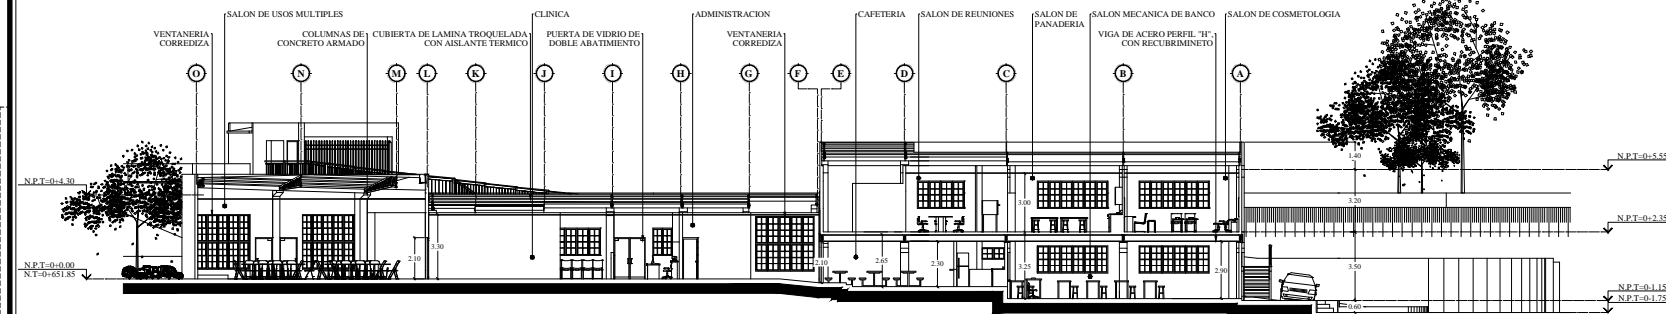 SALON DE USOS MULTIPLES
CLINICA
ADMINISTRACION
CAFETERIA
SALON DE REUNIONES
SALON DE
PANADERIA
SALON MECANICA DE BANCO
SALON DE COSMETOLOGIA
VENTANERIA
CORREDIZA
COLUMNAS DE
CONCRETO ARMADO
CUBIERTA DE LAMINA TROQUELADA
CON AISLANTE TERMICO
PUERTA DE VIDRIO DE
DOBLE ABATIMIENTO
VENTANERIA
CORREDIZA
VIGA DE ACERO PERFIL "H",
CON RECUBRIMINETO
O
N
M
L
K
J
I
H
G
F
E
D
C
B
A
1.40
N.P.T=0+5.55
N.P.T=0+4.30
3.20
3.00
N.P.T=0+2.35
3.30
2.10
2.10
2.65
2.30
3.25
2.90
3.50
N.P.T=0+0.00
N.T=0+651.85
N.P.T=0-1.15
N.P.T=0-1.75
0.60